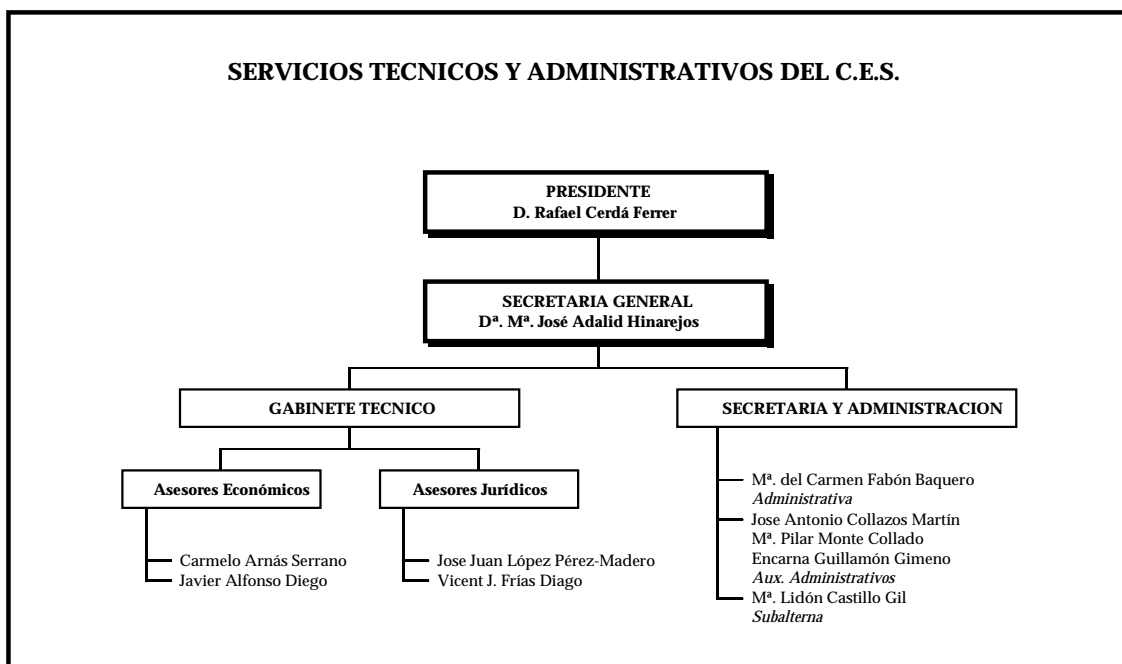 SERVICIOS TECNICOS Y ADMINISTRATIVOS DEL C.E.S.
PRESIDENTE
D. Rafael Cerdá Ferrer
SECRETARIA GENERAL
Dª. Mª. José Adalid Hinarejos
GABINETE TECNICO
SECRETARIA Y ADMINISTRACION
Asesores Económicos
Asesores Jurídicos
Carmelo Arnás Serrano
Javier Alfonso Diego
Jose Juan López Pérez-Madero
Vicent J. Frías Diago
Mª. del Carmen Fabón Baquero
Administrativa
Jose Antonio Collazos Martín
Mª. Pilar Monte Collado
Encarna Guillamón Gimeno
Aux. Administrativos
Mª. Lidón Castillo Gil
Subalterna